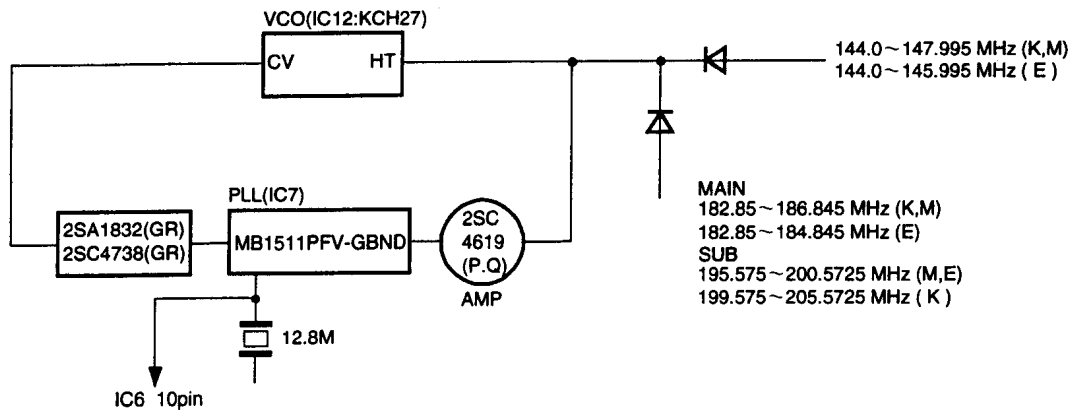 VCO(IC12:KCH27)
CV HT
144.0~147.995 MHz (K,M)
144.0~145.995 MHz ( E )
PLL(IC7)
2SA1832(GR)
2SC4738(GR)
MB1511PFV-GBND
2SC
4619
(P.Q)
AMP
MAIN
182.85~186.845 MHz (K,M)
182.85~184.845 MHz (E)
SUB
195.575~200.5725 MHz (M,E)
199.575~205.5725 MHz ( K )
12.8M
IC6 10pin